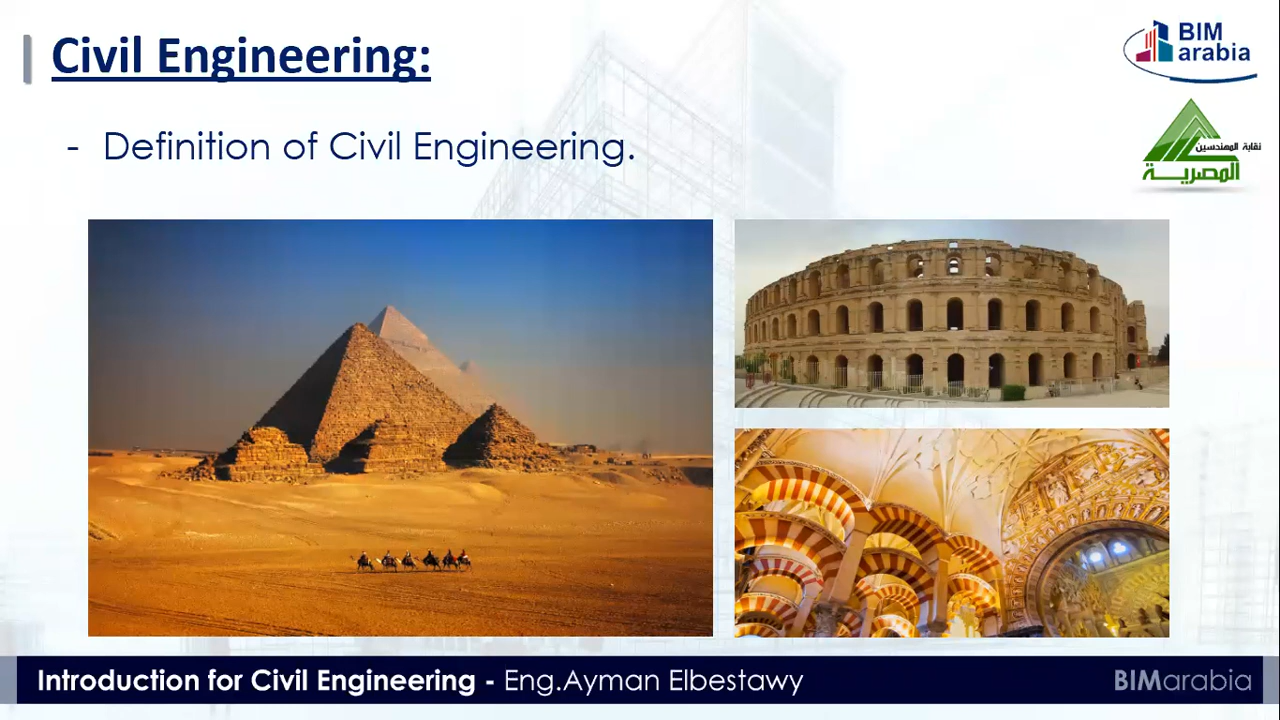 Civil Engineering:
BIM
arabia
- Definition of Civil Engineering.
نقابة المهندسين
المصرية
Introduction for Civil Engineering - Eng.Ayman Elbestawy
BIMarabia